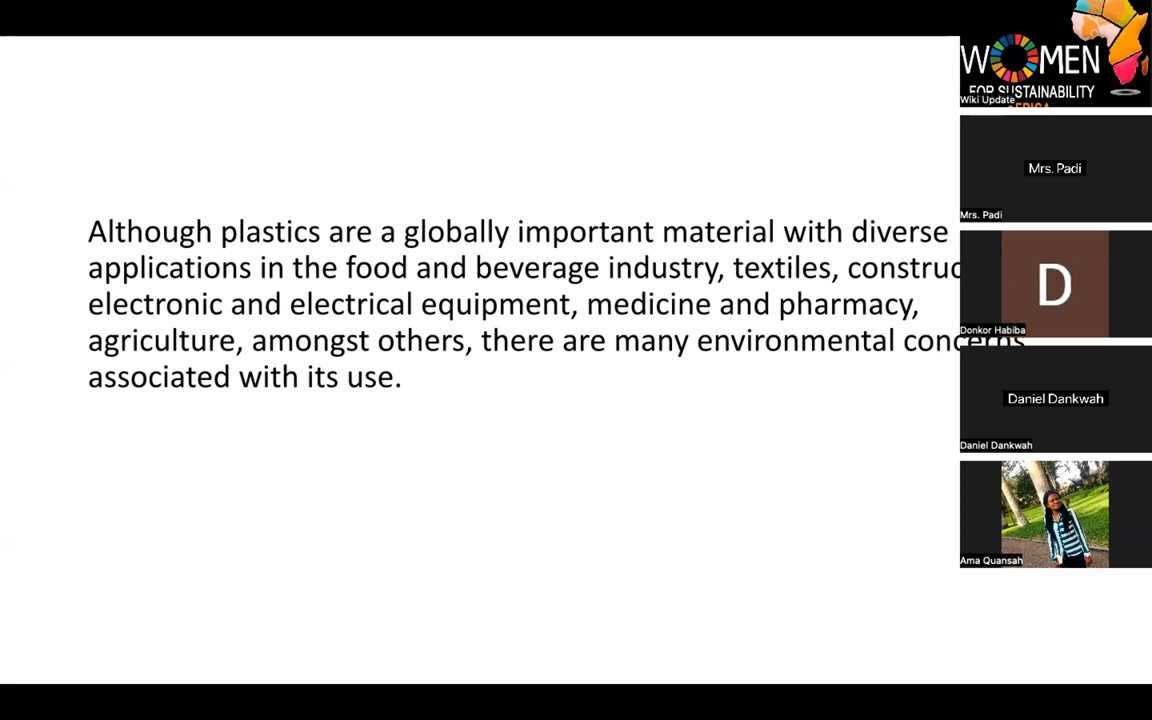 Although plastics are a globally important material with diverse
applications in the food and beverage industry, textiles,
electronic and electrical equipment, medicine and pharmacy,
agriculture, amongst others, there are many environmental concerns
associated with its use.
WOMEN
FOR SUSTAINABILITY
AFRICA
Wiki Update
Mrs. Padi
Mrs. Padi
D
Donkor Habiba
Daniel Dankwah
Daniel Dankwah
Ama Quansah